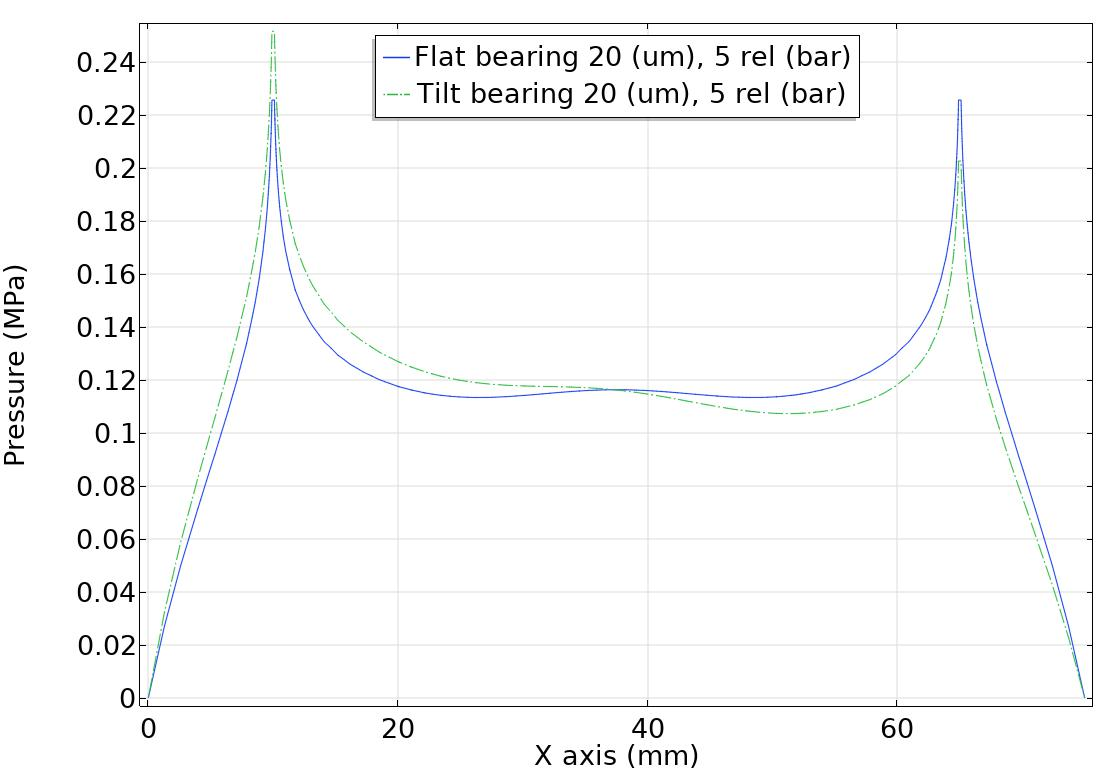 Flat bearing 20 (um), 5 rel (bar)
Tilt bearing 20 (um), 5 rel (bar)
Pressure (MPa)
0.24
0.22
0.2
0.18
0.16
0.14
0.12
0.1
0.08
0.06
0.04
0.02
0
0 20 40 60
X axis (mm)